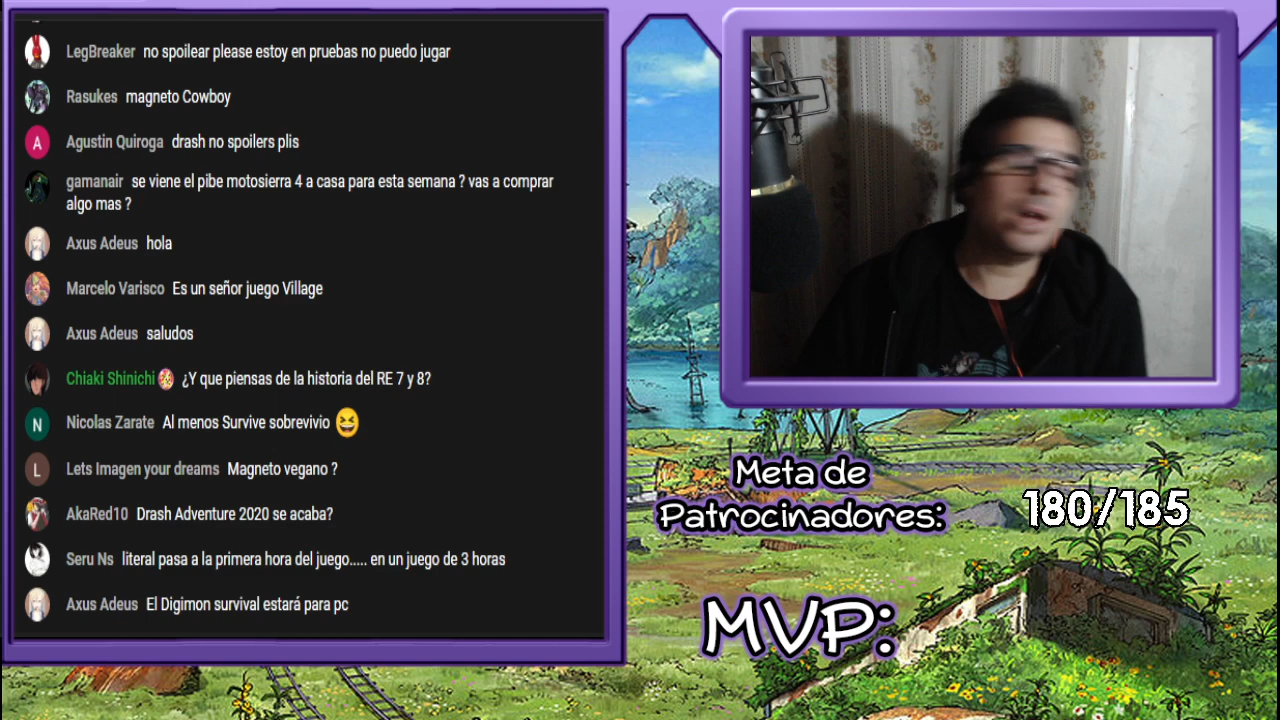 LegBreaker no spoilear please estoy en pruebas no puedo jugar
Rasukes magneto Cowboy
A Agustin Quiroga drash no spoilers plis
gamanair se viene el pibe motosierra 4 a casa para esta semana ? vas a comprar
algo mas ?
Axus Adeus hola
Marcelo Varisco Es un señor juego Village
Axus Adeus saludos
Chiaki Shinichi ¿Y que piensas de la historia del RE 7 y 8?
N Nicolas Zarate Al menos Survive sobrevivio 😆
L Lets Imagen your dreams Magneto vegano ?
AkaRed10 Drash Adventure 2020 se acaba?
Seru Ns literal pasa a la primera hora del juego..... en un juego de 3 horas
Axus Adeus El Digimon survival estará para pc
Meta de
Patrocinadores: 180/185
MVP: